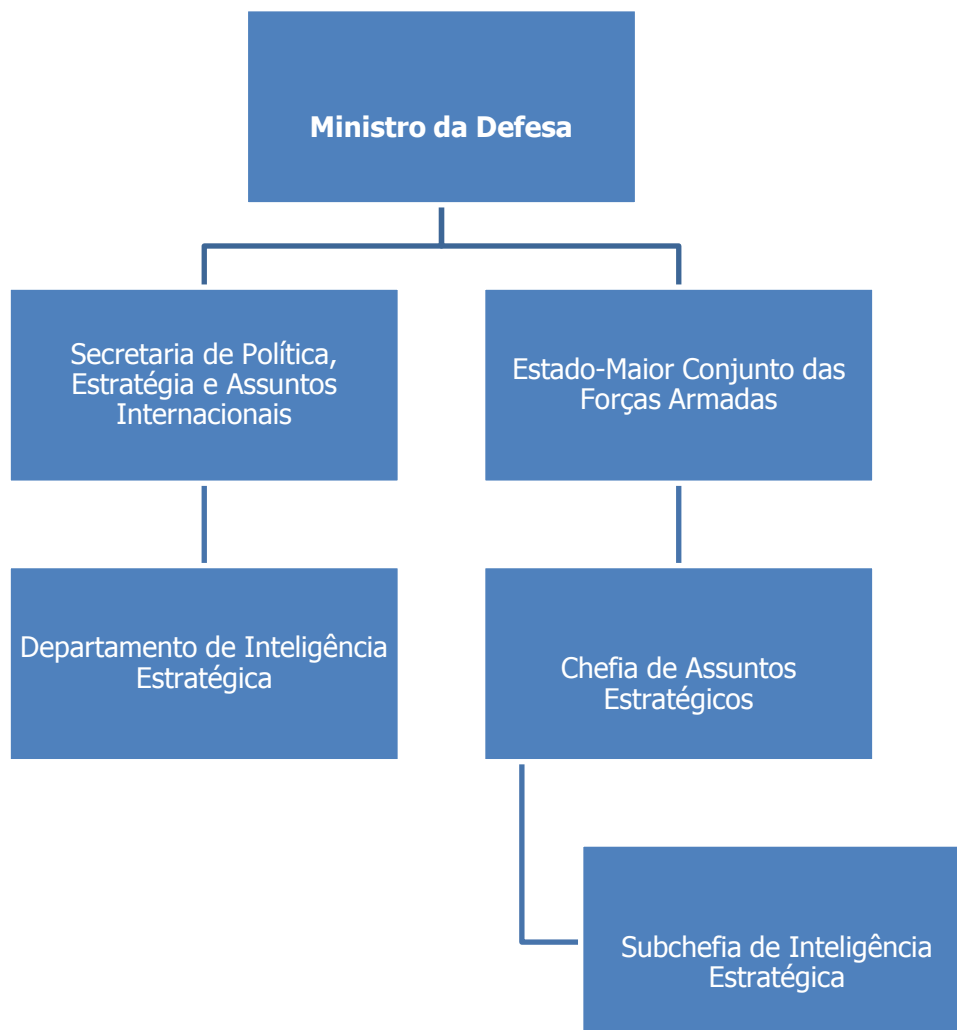 Ministro da Defesa
Secretaria de Política,
Estratégia e Assuntos
Internacionais
Estado-Maior Conjunto das
Forças Armadas
Departamento de Inteligência
Estratégica
Chefia de Assuntos
Estratégicos
Subchefia de Inteligência
Estratégica